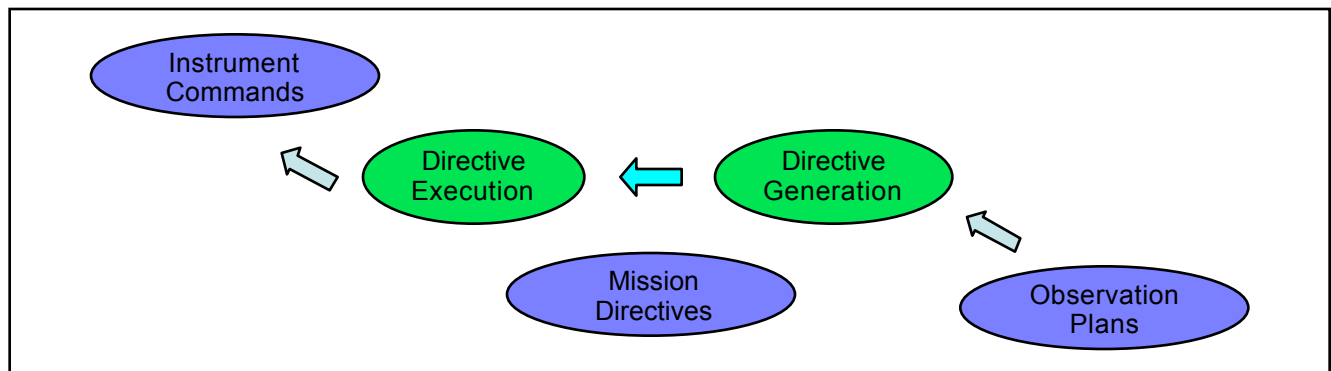 Instrument
Commands
Directive
Execution
Directive
Generation
Mission
Directives
Observation
Plans